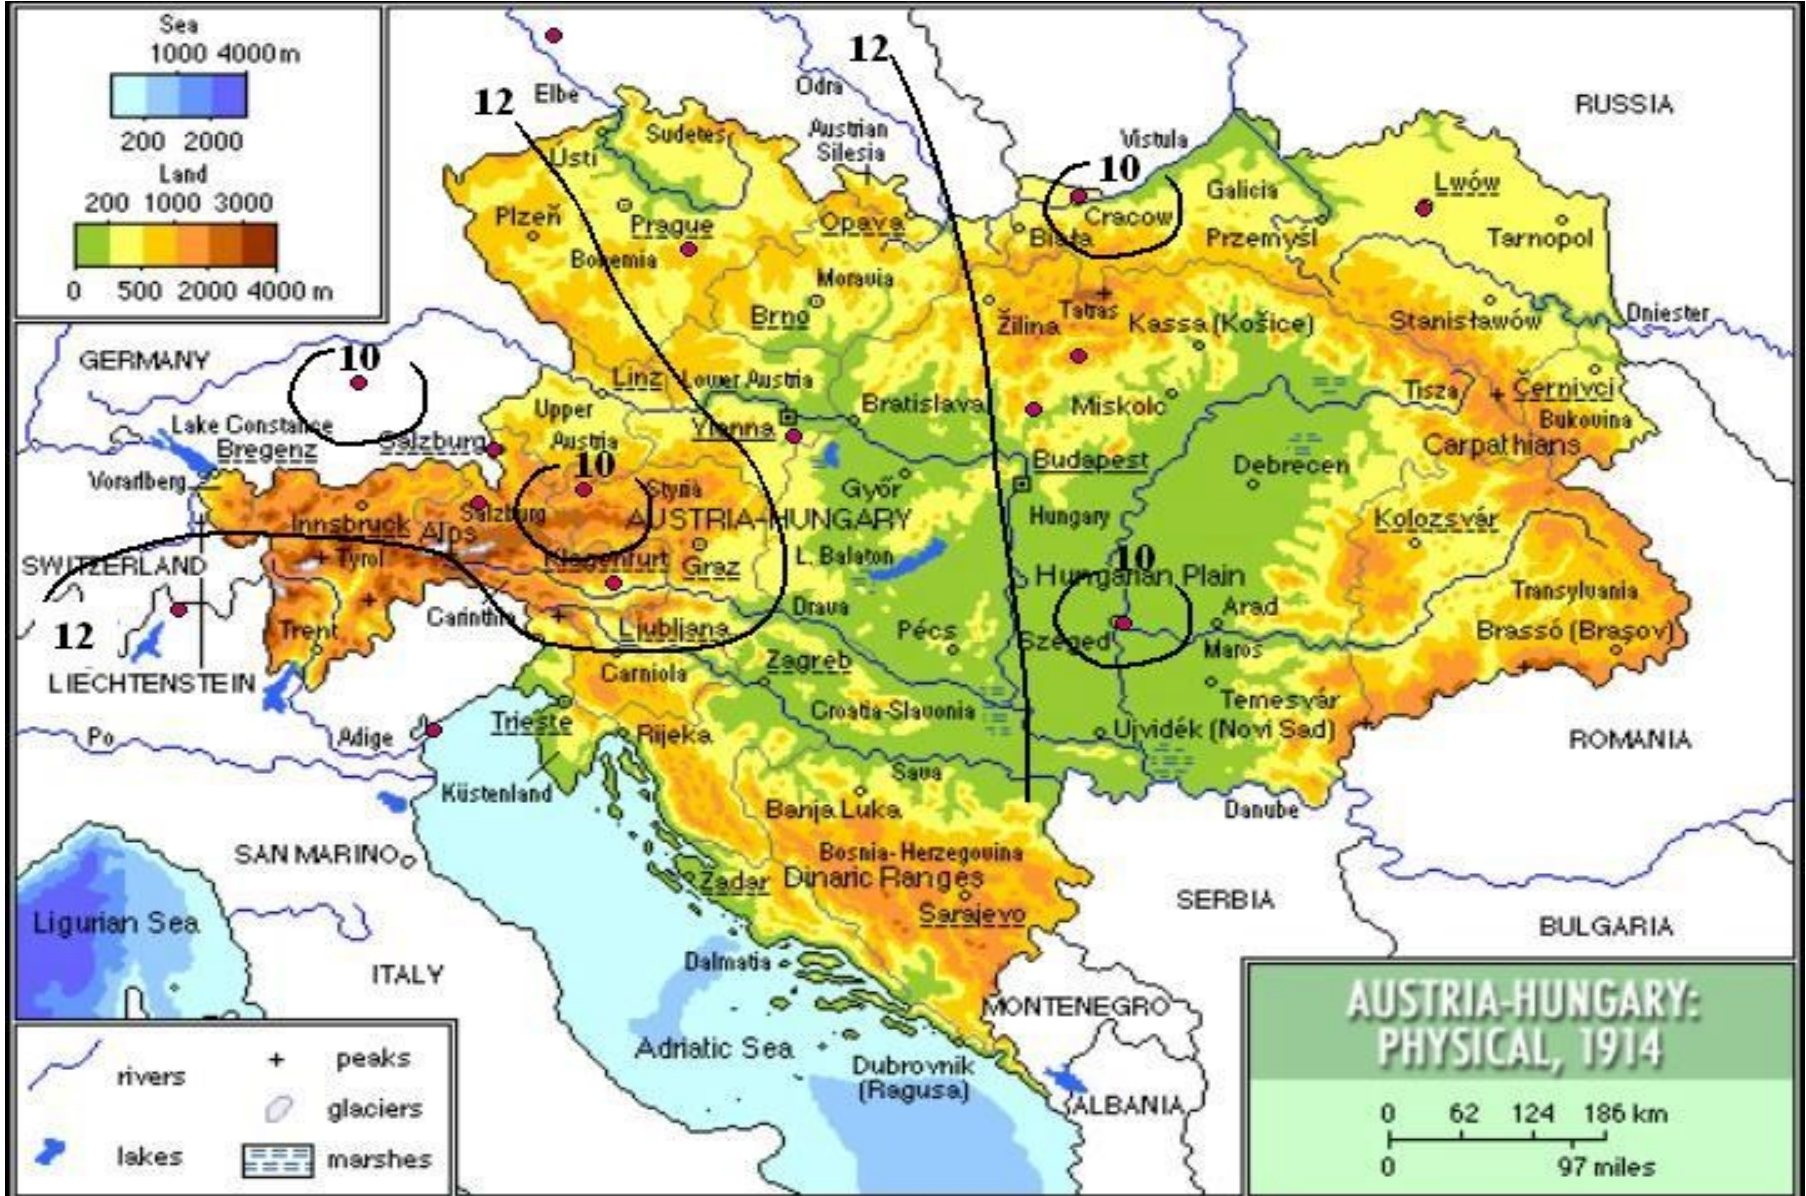 Sea
1000 4000 m
200 2000
Land
200 1000 3000
0 500 2000 4000 m
12
12
Elbe
Odra
Austrian
Silesia
Vistula
RUSSIA
Sudetes
Usti
10
Galicia
Lwów
Plzeň
Prague
Opava
Cracow
Biała
Przemyśl
Tarnopol
Bohemia
Moravia
Brno
Žilina
Tatras
Kassa (Košice)
Stanisławów
Dniester
GERMANY
10
Linz
Lower Austria
Bratislava
Miskolc
Tisza
Černivci
Bukovina
Upper
Austria
Lake Constance
Bregenz
Salzburg
Vienna
Carpathians
Vorarlberg
10
Styria
Győr
Budapest
Debrecen
Innsbruck
Alps
Salzburg
AUSTRIA-HUNGARY
Hungary
Kolozsvár
SWITZERLAND
Tyrol
Klagenfurt
Graz
L. Balaton
10
Hungarian Plain
Transylvania
12
Carinthia
Drava
Arad
Trent
Ljubljana
Pécs
Szeged
Maros
Brassó (Braşov)
LIECHTENSTEIN
Carniola
Zagreb
Temesvár
Po
Adige
Trieste
Rijeka
Croatia-Slavonia
Ujvidék (Novi Sad)
ROMANIA
Küstenland
Sava
Banja Luka
Danube
SAN MARINO
Bosnia-Herzegovina
Zadar
Dinaric Ranges
Sarajevo
SERBIA
BULGARIA
Ligurian Sea
ITALY
Dalmatia
MONTENEGRO
Adriatic Sea
Dubrovnik
(Ragusa)
ALBANIA
rivers
peaks
glaciers
lakes
marshes
AUSTRIA-HUNGARY:
PHYSICAL, 1914
0 62 124 186 km
0 97 miles